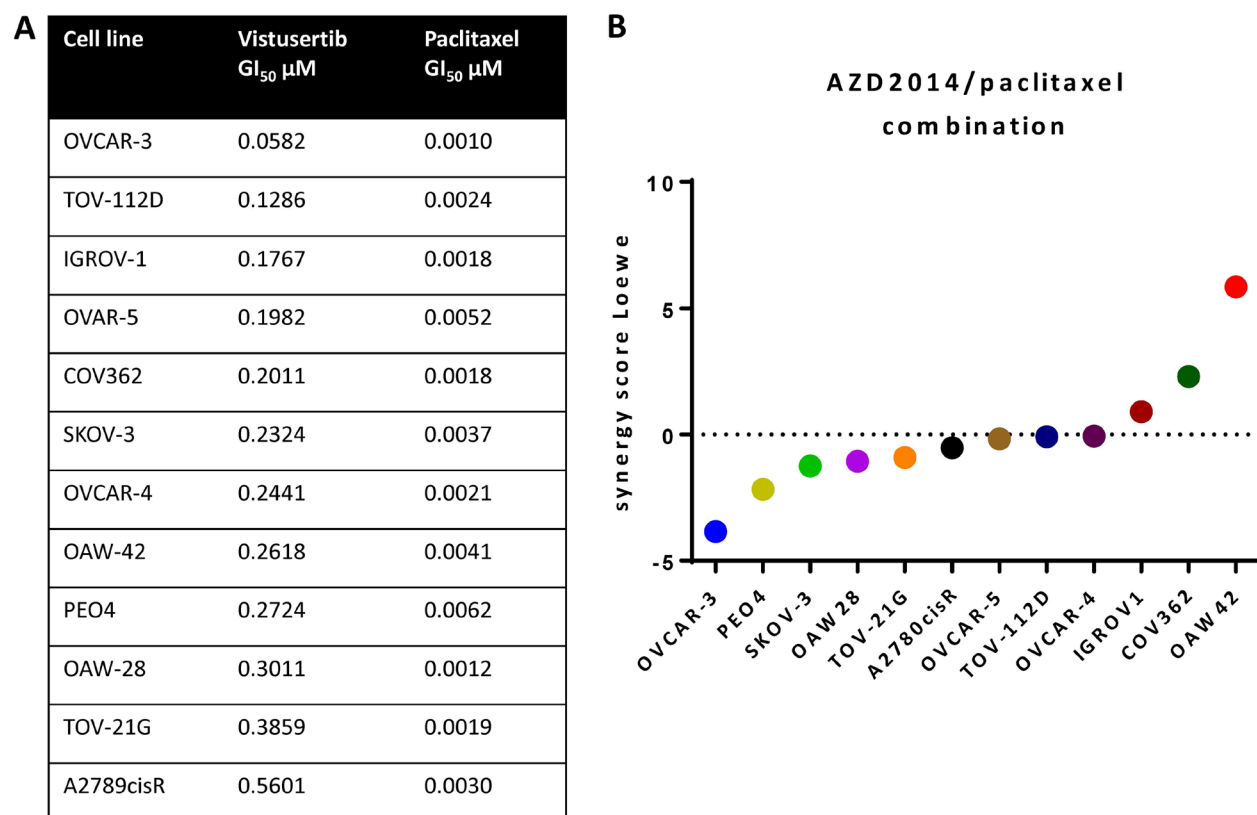 A
Cell line Vistusertib GI50 µM Paclitaxel GI50 µM
OVCAR-3 0.0582 0.0010
TOV-112D 0.1286 0.0024
IGROV-1 0.1767 0.0018
OVAR-5 0.1982 0.0052
COV362 0.2011 0.0018
SKOV-3 0.2324 0.0037
OVCAR-4 0.2441 0.0021
OAW-42 0.2618 0.0041
PEO4 0.2724 0.0062
OAW-28 0.3011 0.0012
TOV-21G 0.3859 0.0019
A2789cisR 0.5601 0.0030
B
AZD2014/paclitaxel
combination
synergy score Loewe
10
5
0
-5
OVCAR-3
PEO4
SKOV-3
OAW28
TOV-21G
A2780cisR
OVCAR-5
TOV-112D
OVCAR-4
IGROV1
COV362
OAW42